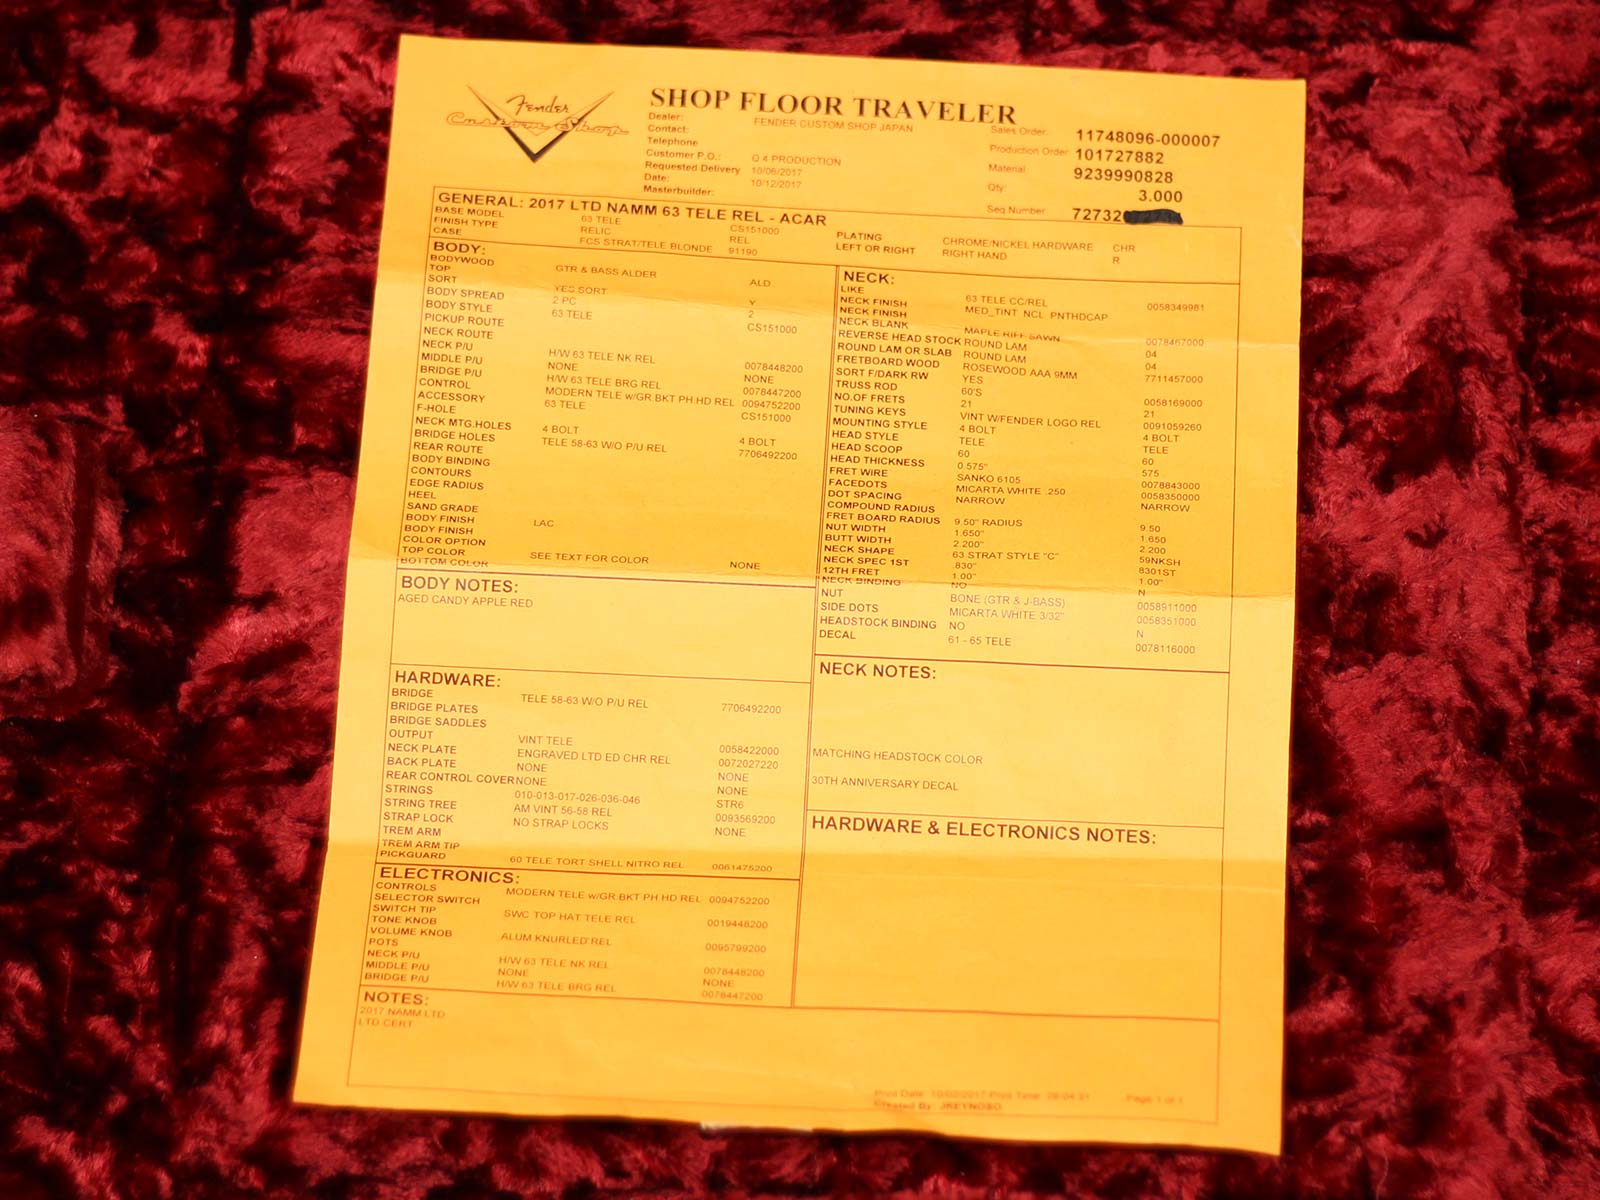 Fender
Custom Shop
SHOP FLOOR TRAVELER
Dealer: FENDER CUSTOM SHOP JAPAN
Contact:
Telephone
Customer P.O.: Q 4 PRODUCTION
Requested Delivery 10/06/2017
Date: 10/12/2017
Masterbuilder:
Sales Order: 11748096-000007
Production Order: 101727882
Material: 9239990828
Qty: 3.000
Seq Number: 72732
GENERAL: 2017 LTD NAMM 63 TELE REL - ACAR
BASE MODEL 63 TELE CS151000
FINISH TYPE RELIC REL
CASE FCS STRAT/TELE BLONDE 91190
PLATING CHROME/NICKEL HARDWARE CHR
LEFT OR RIGHT RIGHT HAND R
BODY:
BODYWOOD GTR & BASS ALDER ALD
TOP
SORT YES SORT Y
BODY SPREAD 2 PC 2
BODY STYLE 63 TELE CS151000
PICKUP ROUTE
NECK ROUTE
NECK P/U H/W 63 TELE NK REL 0078448200
MIDDLE P/U NONE NONE
BRIDGE P/U H/W 63 TELE BRG REL 0078447200
CONTROL MODERN TELE w/GR.BKT PH.HD REL 0094752200
ACCESSORY 63 TELE CS151000
F-HOLE
NECK MTG.HOLES 4 BOLT 4 BOLT
BRIDGE HOLES TELE 58-63 W/O P/U REL 7706492200
REAR ROUTE
BODY BINDING
CONTOURS
EDGE RADIUS
HEEL
SAND GRADE
BODY FINISH LAC
BODY FINISH
COLOR OPTION
TOP COLOR SEE TEXT FOR COLOR NONE
BOTTOM COLOR
BODY NOTES:
AGED CANDY APPLE RED
HARDWARE:
BRIDGE TELE 58-63 W/O P/U REL 7706492200
BRIDGE PLATES
BRIDGE SADDLES
OUTPUT VINT TELE 0058422000
NECK PLATE ENGRAVED LTD ED CHR REL 0072027220
BACK PLATE NONE NONE
REAR CONTROL COVER NONE NONE
STRINGS 010-013-017-026-036-046 STR6
STRING TREE AM VINT 56-58 REL 0093569200
STRAP LOCK NO STRAP LOCKS NONE
TREM ARM
TREM ARM TIP
PICKGUARD 60 TELE TORT SHELL NITRO REL 0061475200
ELECTRONICS:
CONTROLS MODERN TELE w/GR BKT PH HD REL 0094752200
SELECTOR SWITCH
SWITCH TIP SWC TOP HAT TELE REL 0019448200
TONE KNOB
VOLUME KNOB ALUM KNURLED REL 0095799200
POTS
NECK P/U H/W 63 TELE NK REL 0078448200
MIDDLE P/U NONE NONE
BRIDGE P/U H/W 63 TELE BRG REL 0078447200
NECK:
LIKE 63 TELE CC/REL 0058349981
NECK FINISH MED_TINT NCL PNTHDCAP
NECK FINISH
NECK BLANK MAPLE RIFF SAWN 0078467000
REVERSE HEAD STOCK ROUND LAM 04
ROUND LAM OR SLAB ROUND LAM 04
FRETBOARD WOOD ROSEWOOD AAA 9MM 7711457000
SORT F/DARK RW YES
TRUSS ROD 60'S 0058169000
NO.OF FRETS 21 21
TUNING KEYS VINT W/FENDER LOGO REL 0091059260
MOUNTING STYLE 4 BOLT 4 BOLT
HEAD STYLE TELE TELE
HEAD SCOOP 60 60
HEAD THICKNESS 0.575" 575
FRET WIRE SANKO 6105 0078843000
FACEDOTS MICARTA WHITE .250 0058350000
DOT SPACING NARROW NARROW
COMPOUND RADIUS
FRET BOARD RADIUS 9.50" RADIUS 9.50
NUT WIDTH 1.650" 1.650
BUTT WIDTH 2.200" 2.200
NECK SHAPE 63 STRAT STYLE "C" 59NKSH
NECK SPEC 1ST .830" 8301ST
12TH FRET 1.00" 1.00"
NECK BINDING NO N
NUT BONE (GTR & J-BASS) 0058911000
SIDE DOTS MICARTA WHITE 3/32" 0058351000
HEADSTOCK BINDING NO N
DECAL 61 - 65 TELE 0078116000
NECK NOTES:
MATCHING HEADSTOCK COLOR
30TH ANNIVERSARY DECAL
HARDWARE & ELECTRONICS NOTES:
NOTES:
2017 NAMM LTD
LTD CERT
Print Date: 10/02/2017 Print Time: Page 1 of 1
Created By: JREYNOSO